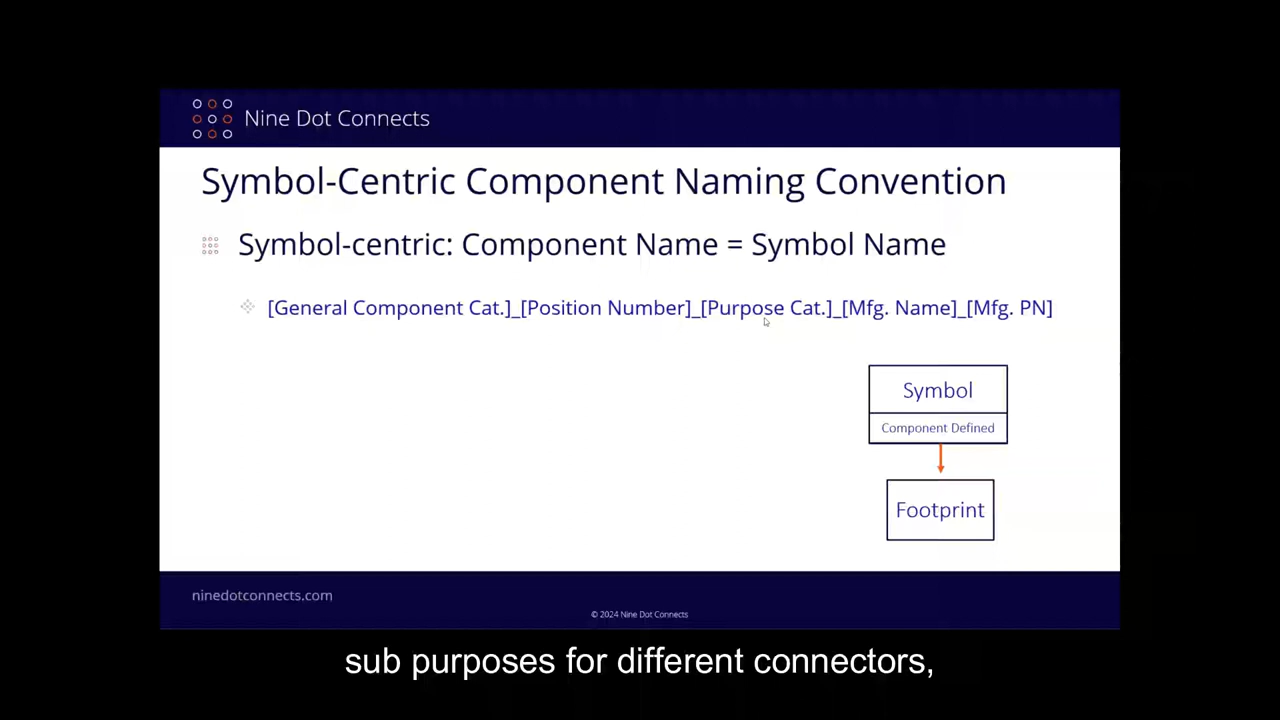 Nine Dot Connects
Symbol-Centric Component Naming Convention
Symbol-centric: Component Name = Symbol Name
[General Component Cat.]_[Position Number]_[Purpose Cat.]_[Mfg. Name]_[Mfg. PN]
Symbol
Component Defined
Footprint
ninedotconnects.com
© 2024 Nine Dot Connects
sub purposes for different connectors,